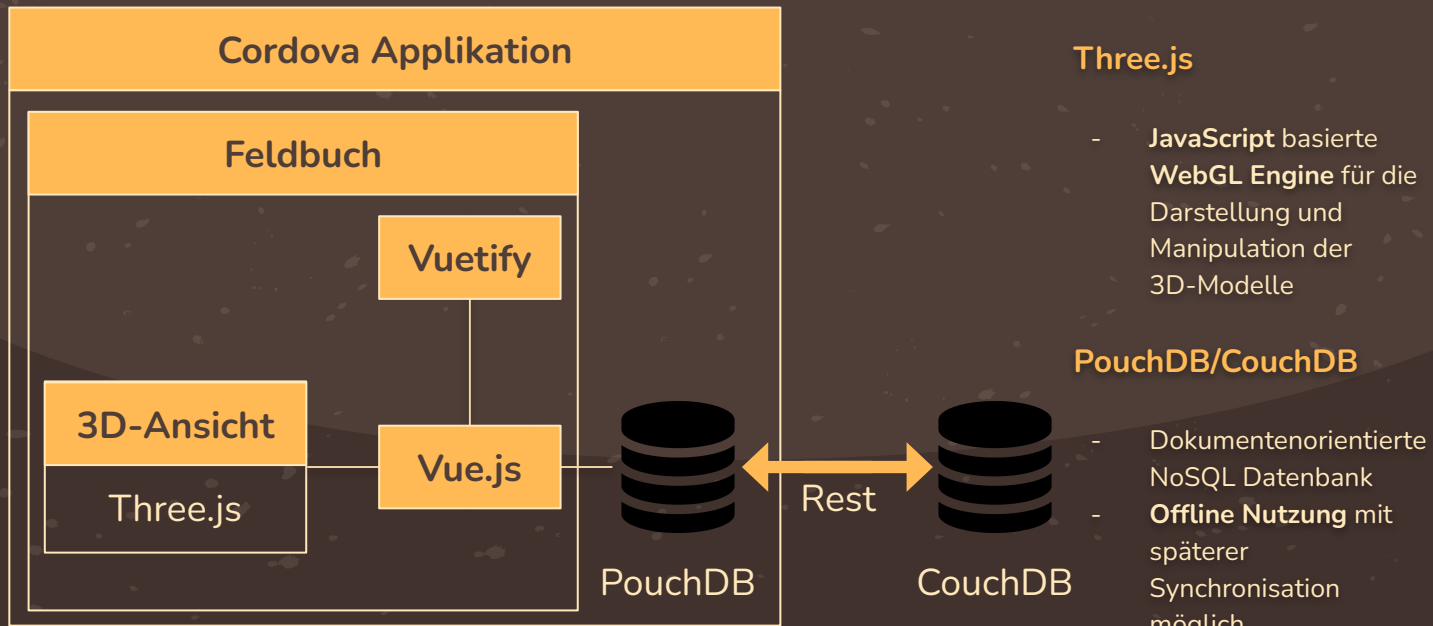 Cordova Applikation
Feldbuch
Vuetify
3D-Ansicht
Three.js
Vue.js
PouchDB
Rest
CouchDB
Three.js
- JavaScript basierte
WebGL Engine für die
Darstellung und
Manipulation der
3D-Modelle
PouchDB/CouchDB
- Dokumentenorientierte
NoSQL Datenbank
- Offline Nutzung mit
späterer
Synchronisation
möglich